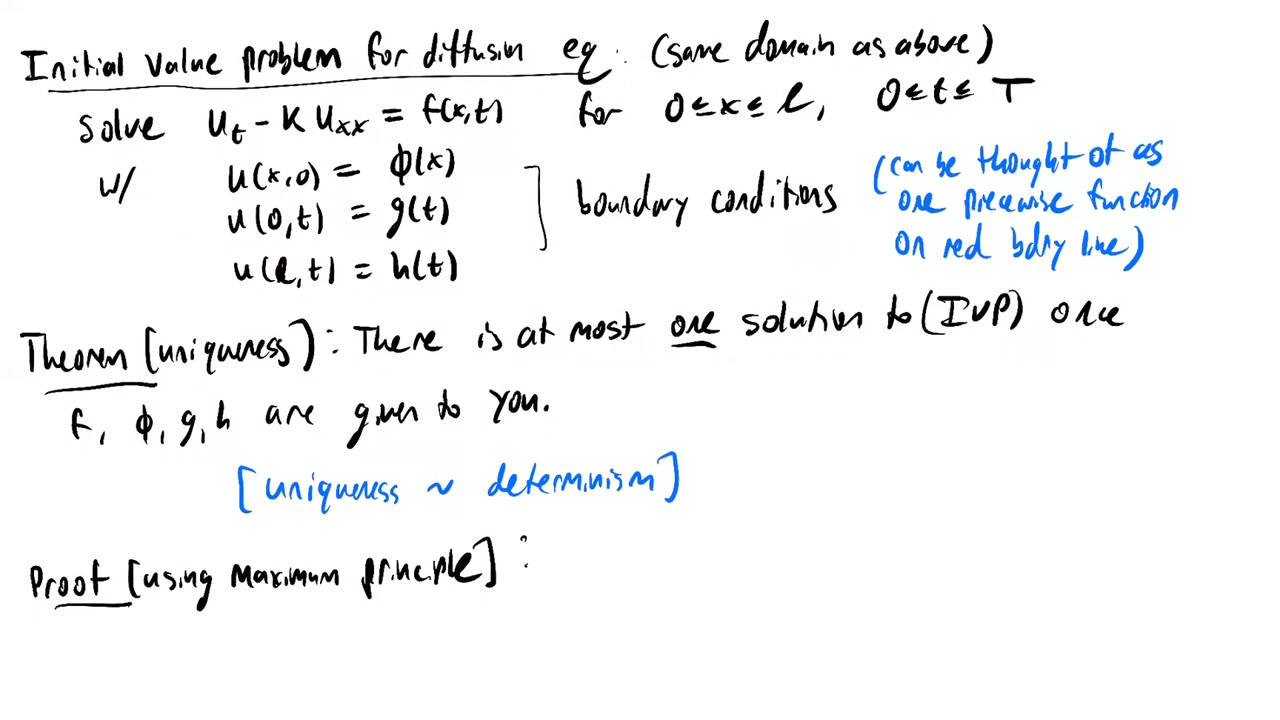 Initial value problem for diffusion eq. (same domain as above)
solve u_t - k u_xx = f(x,t) for 0≤x≤l, 0≤t≤T
w/ u(x,0) = ϕ(x)
u(0,t) = g(t)
u(l,t) = h(t)
boundary conditions
(can be thought of as
one piecewise function
on red bdry line)
Theorem [uniqueness]: There is at most one solution to (IVP) once
f, ϕ, g, h are given to you.
[uniqueness ~ determinism]
Proof [using Maximum principle]: